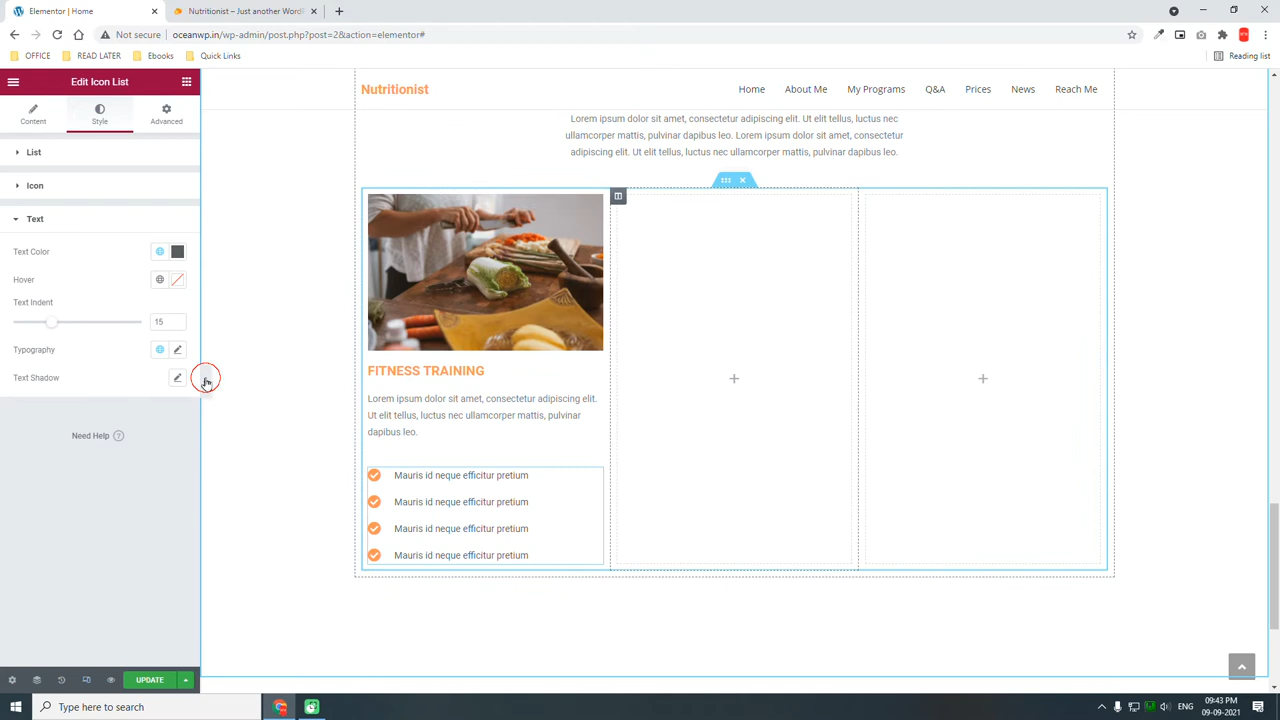 Elementor | Home
Nutritionist – Just another WordP
Not secure | oceanwp.in/wp-admin/post.php?post=2&action=elementor#
OFFICE
READ LATER
Ebooks
Quick Links
Reading list
Edit Icon List
Content
Style
Advanced
List
Icon
Text
Text Color
Hover
Text Indent
15
Typography
Text Shadow
Need Help ?
UPDATE
Nutritionist
Home
About Me
My Programs
Q&A
Prices
News
Reach Me
Lorem ipsum dolor sit amet, consectetur adipiscing elit. Ut elit tellus, luctus nec
ullamcorper mattis, pulvinar dapibus leo. Lorem ipsum dolor sit amet, consectetur
adipiscing elit. Ut elit tellus, luctus nec ullamcorper mattis, pulvinar dapibus leo.
FITNESS TRAINING
Lorem ipsum dolor sit amet, consectetur adipiscing elit.
Ut elit tellus, luctus nec ullamcorper mattis, pulvinar
dapibus leo.
Mauris id neque efficitur pretium
Mauris id neque efficitur pretium
Mauris id neque efficitur pretium
Mauris id neque efficitur pretium
Type here to search
ENG
09:43 PM
09-09-2021